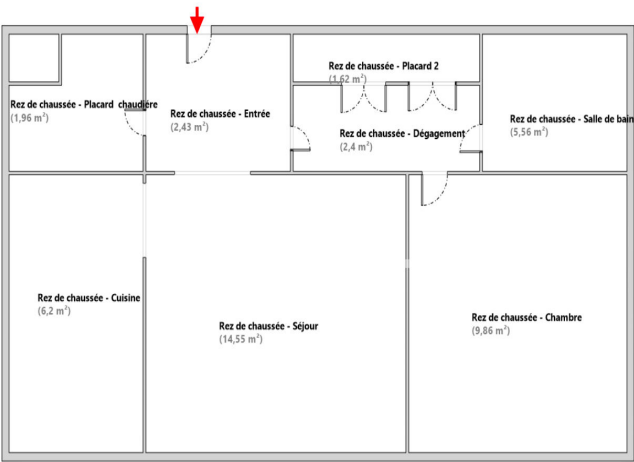 Rez de chaussée - Placard 2
(1,62 m²)
Rez de chaussée - Placard chaudière
(1,96 m²)
Rez de chaussée - Entrée
(2,43 m²)
Rez de chaussée - Dégagement
(2,4 m²)
Rez de chaussée - Salle de bain
(5,56 m²)
Rez de chaussée - Cuisine
(6,2 m²)
Rez de chaussée - Séjour
(14,55 m²)
Rez de chaussée - Chambre
(9,86 m²)